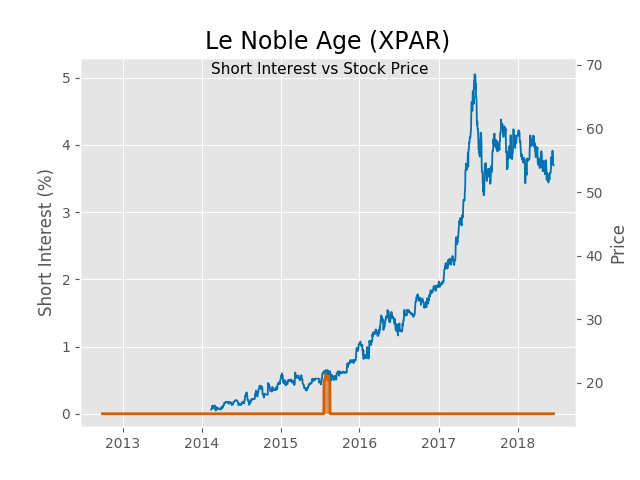 Le Noble Age (XPAR)
Short Interest vs Stock Price
Short Interest (%)
5
4
3
2
1
0
70
60
50
40
30
20
Price
2013 2014 2015 2016 2017 2018